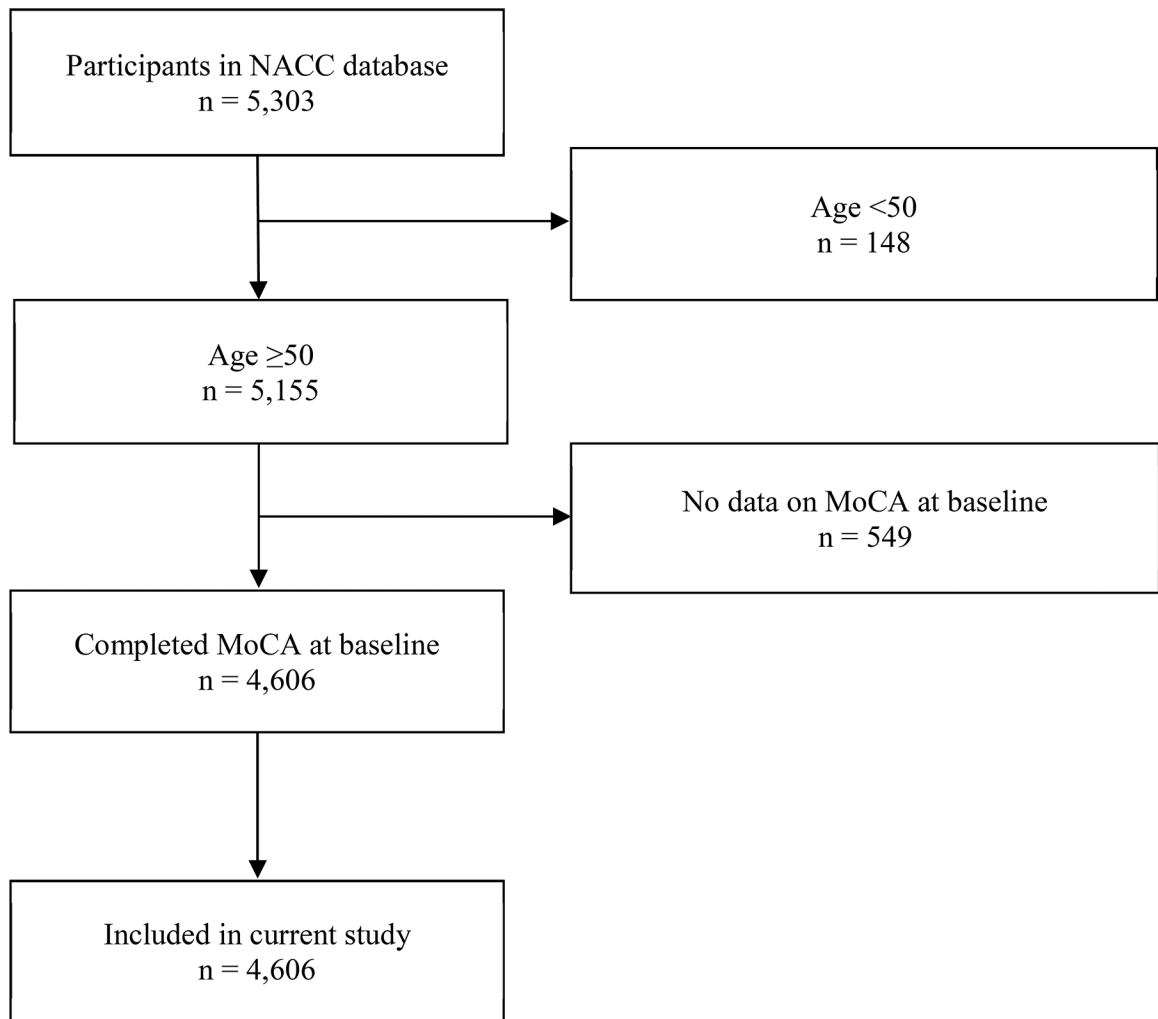 Participants in NACC database
n = 5,303
Age <50
n = 148
Age ≥50
n = 5,155
No data on MoCA at baseline
n = 549
Completed MoCA at baseline
n = 4,606
Included in current study
n = 4,606